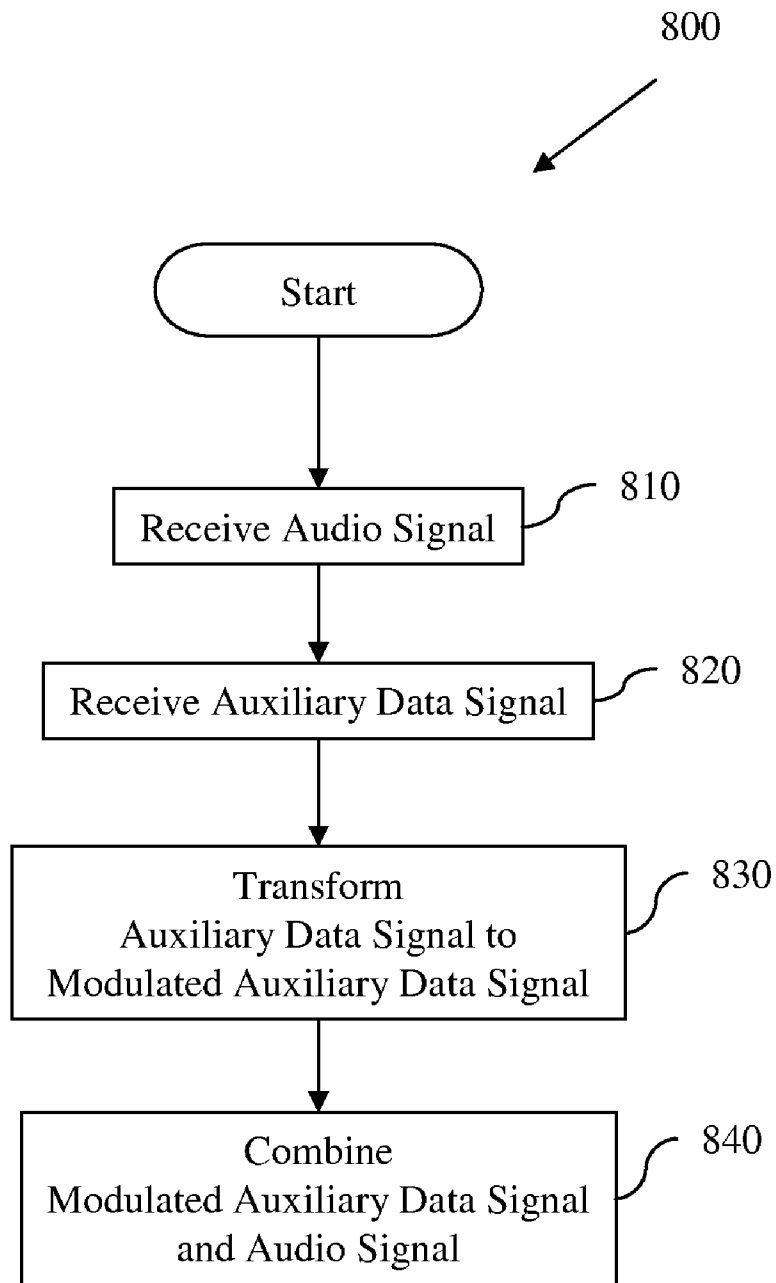 800
Start
810
Receive Audio Signal
820
Receive Auxiliary Data Signal
830
Transform
Auxiliary Data Signal to
Modulated Auxiliary Data Signal
840
Combine
Modulated Auxiliary Data Signal
and Audio Signal